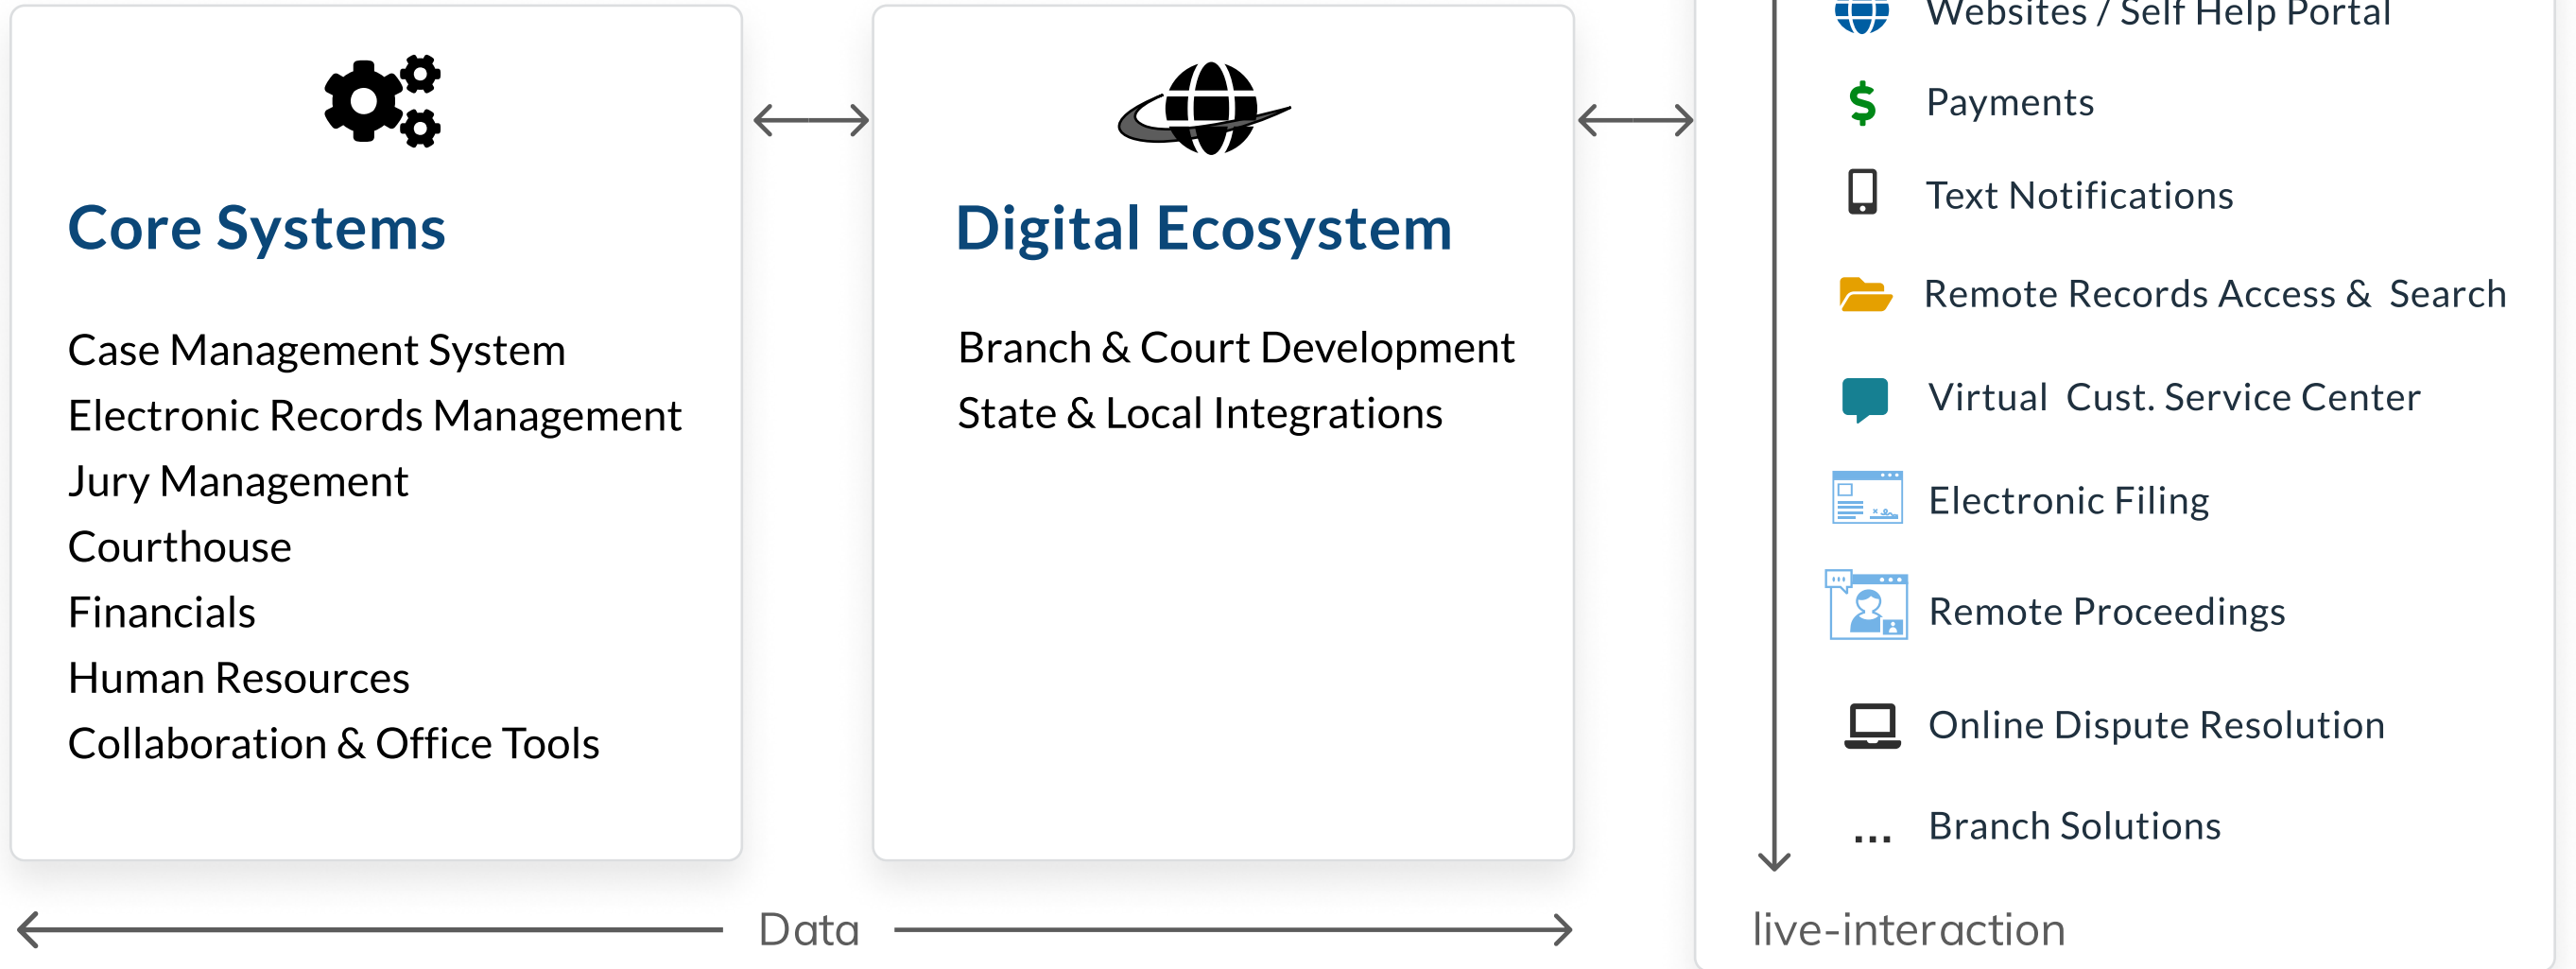 Core Systems
Case Management System
Electronic Records Management
Jury Management
Courthouse
Financials
Human Resources
Collaboration & Office Tools
Digital Ecosystem
Branch & Court Development
State & Local Integrations
Data
Websites / Self Help Portal
Payments
Text Notifications
Remote Records Access & Search
Virtual Cust. Service Center
Electronic Filing
Remote Proceedings
Online Dispute Resolution
... Branch Solutions
live-interaction